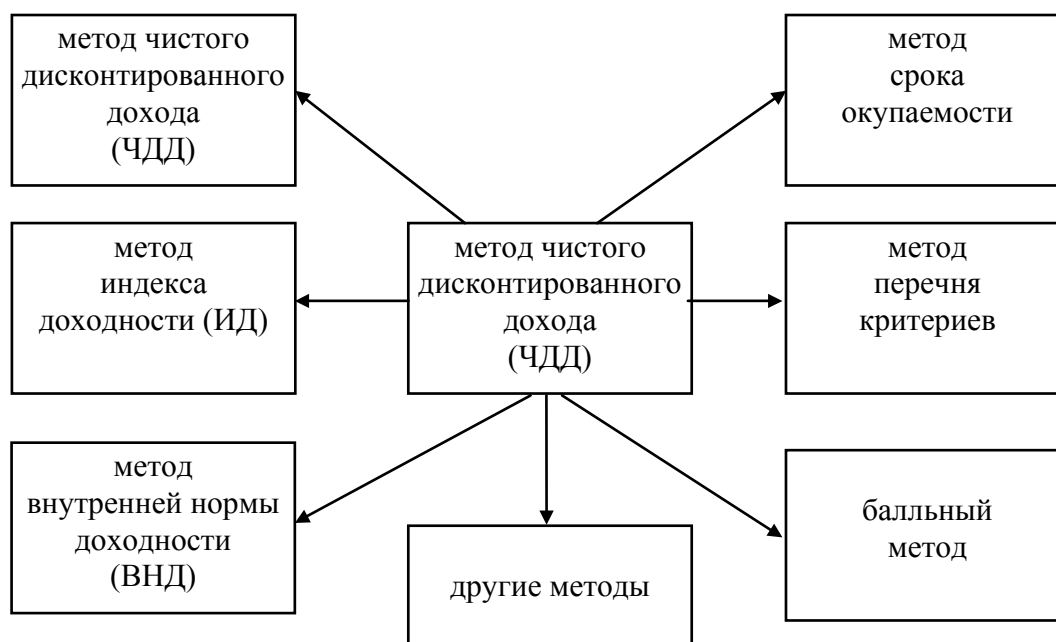 метод чистого
дисконтированного
дохода
(ЧДД)
метод
срока
окупаемости
метод
индекса
доходности (ИД)
метод чистого
дисконтированного
дохода
(ЧДД)
метод
перечня
критериев
метод
внутренней нормы
доходности
(ВНД)
другие методы
балльный
метод